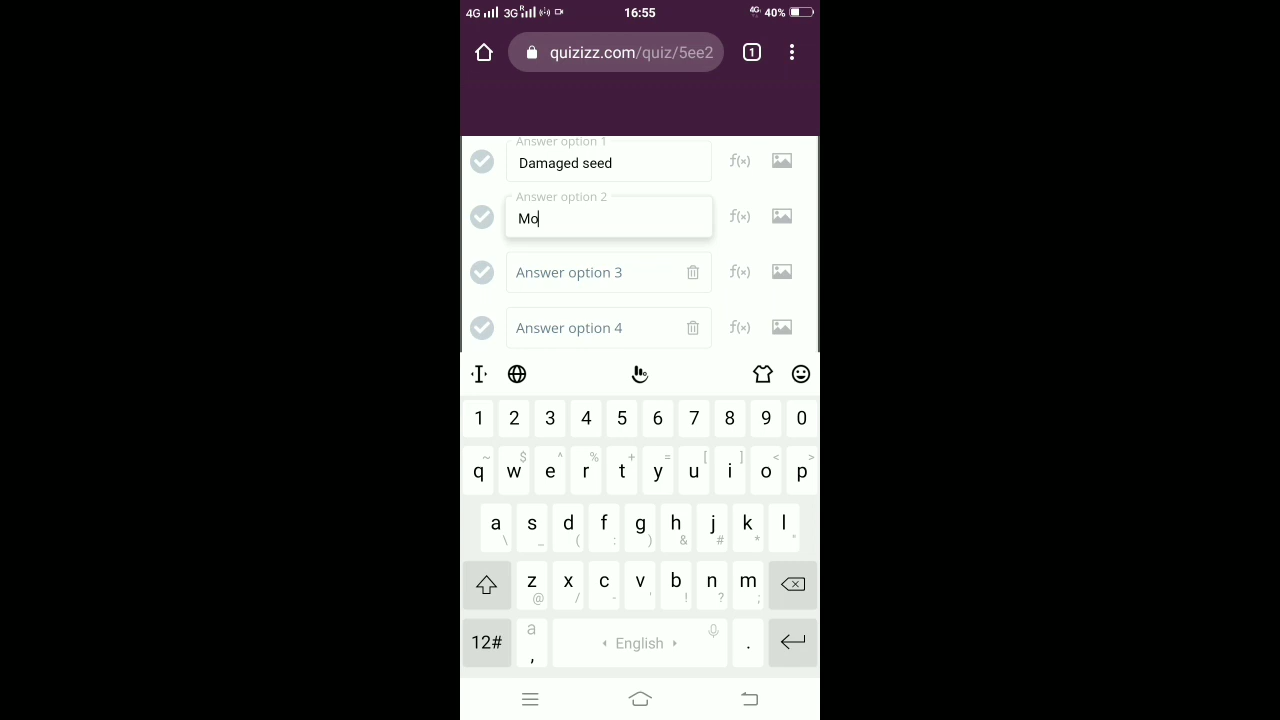 4G 3G R 16:55 4G 40%
quizizz.com/quiz/5ee2 1
Answer option 1
Damaged seed f(x)
Answer option 2
Mo f(x)
Answer option 3 f(x)
Answer option 4 f(x)
1 2 3 4 5 6 7 8 9 0
~ $ ^ % + = [ ] < >
q w e r t y u i o p
a s d f g h j k l
\ _ ( : ) & # * "
z x c v b n m
@ / - ' ! ? ;
12# a , English .